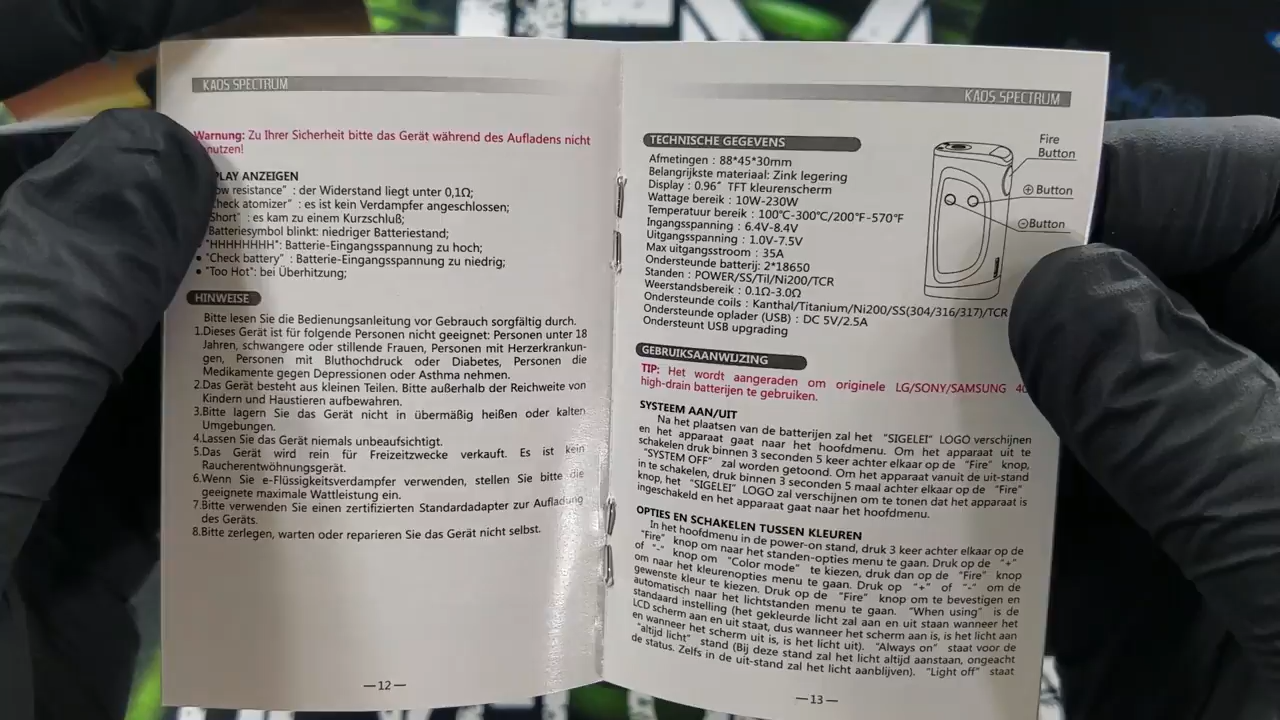 KAOS SPECTRUM
Warnung: Zu Ihrer Sicherheit bitte das Gerät während des Aufladens nicht
nutzen!
PLAY ANZEIGEN
ow resistance" : der Widerstand liegt unter 0,1Ω;
heck atomizer" : es ist kein Verdampfer angeschlossen;
Short" : es kam zu einem Kurzschluß;
Batteriesymbol blinkt: niedriger Batteriestand;
• "HHHHHHHH": Batterie-Eingangsspannung zu hoch;
• "Check battery" : Batterie-Eingangsspannung zu niedrig;
• "Too Hot": bei Überhitzung;
HINWEISE
Bitte lesen Sie die Bedienungsanleitung vor Gebrauch sorgfältig durch.
1.Dieses Gerät ist für folgende Personen nicht geeignet: Personen unter 18
Jahren, schwangere oder stillende Frauen, Personen mit Herzerkrankun-
gen, Personen mit Bluthochdruck oder Diabetes, Personen die
Medikamente gegen Depressionen oder Asthma nehmen.
2.Das Gerät besteht aus kleinen Teilen. Bitte außerhalb der Reichweite von
Kindern und Haustieren aufbewahren.
3.Bitte lagern Sie das Gerät nicht in übermäßig heißen oder kalten
Umgebungen.
4.Lassen Sie das Gerät niemals unbeaufsichtigt.
5.Das Gerät wird rein für Freizeitzwecke verkauft. Es ist kein
Raucherentwöhnungsgerät.
6.Wenn Sie e-Flüssigkeitsverdampfer verwenden, stellen Sie bitte die
geeignete maximale Wattleistung ein.
7.Bitte verwenden Sie einen zertifizierten Standardadapter zur Aufladung
des Geräts.
8.Bitte zerlegen, warten oder reparieren Sie das Gerät nicht selbst.
—12—
KAOS SPECTRUM
TECHNISCHE GEGEVENS
Afmetingen : 88*45*30mm
Belangrijkste materiaal: Zink legering
Display : 0.96" TFT kleurenscherm
Wattage bereik : 10W-230W
Temperatuur bereik : 100℃-300℃/200℉-570℉
Ingangsspanning : 6.4V-8.4V
Uitgangsspanning : 1.0V-7.5V
Max uitgangsstroom : 35A
Ondersteunde batterij: 2*18650
Standen : POWER/SS/Til/Ni200/TCR
Weerstandsbereik : 0.1Ω-3.0Ω
Ondersteunde coils : Kanthal/Titanium/Ni200/SS(304/316/317)/TCR
Ondersteunde oplader (USB) : DC 5V/2.5A
Ondersteunt USB upgrading
Fire
Button
⊕ Button
⊖Button
GEBRUIKSAANWIJZING
TIP: Het wordt aangeraden om originele LG/SONY/SAMSUNG 40
high-drain batterijen te gebruiken.
SYSTEEM AAN/UIT
Na het plaatsen van de batterijen zal het "SIGELEI" LOGO verschijnen
en het apparaat gaat naar het hoofdmenu. Om het apparaat uit te
schakelen druk binnen 3 seconden 5 keer achter elkaar op de "Fire" knop,
"SYSTEM OFF" zal worden getoond. Om het apparaat vanuit de uit-stand
in te schakelen, druk binnen 3 seconden 5 maal achter elkaar op de "Fire"
knop, het "SIGELEI" LOGO zal verschijnen om te tonen dat het apparaat is
ingeschakeld en het apparaat gaat naar het hoofdmenu.
OPTIES EN SCHAKELEN TUSSEN KLEUREN
In het hoofdmenu in de power-on stand, druk 3 keer achter elkaar op de
"Fire" knop om naar het standen-opties menu te gaan. Druk op de "+"
of "-" knop om "Color mode" te kiezen, druk dan op de "Fire" knop
om naar het kleurenopties menu te gaan. Druk op "+" of "-" om de
gewenste kleur te kiezen. Druk op de "Fire" knop om te bevestigen en
automatisch naar het lichtstanden menu te gaan. "When using" is de
standaard instelling (het gekleurde licht zal aan en uit staan wanneer het
LCD scherm aan en uit staat, dus wanneer het scherm aan is, is het licht aan
en wanneer het scherm uit is, is het licht uit). "Always on" staat voor de
"altijd licht" stand (Bij deze stand zal het licht altijd aanstaan, ongeacht
de status. Zelfs in de uit-stand zal het licht aanblijven). "Light off" staat
—13—